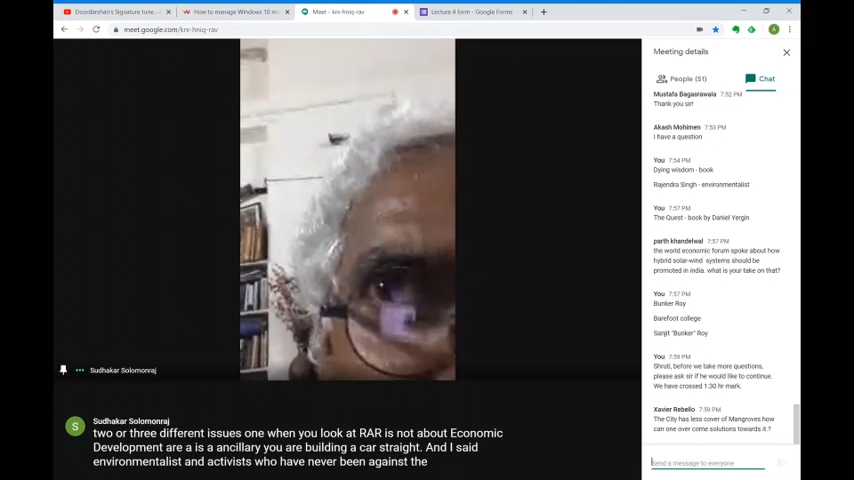 Doordarshan's Signature tune...
How to manage Windows 10 n
Meet - krx-hniq-rav
Lecture 4 form - Google Forms
meet.google.com/krx-hniq-rav
A
Meeting details
People (51)
Chat
Mustafa Bagasrawala 7:52 PM
Thank you sir!
Akash Mohimen 7:53 PM
I have a question
You 7:54 PM
Dying wisdom - book
Rajendra Singh - environmentalist
You 7:57 PM
The Quest - book by Daniel Yergin
parth khandelwal 7:57 PM
the world economic forum spoke about how
hybrid solar-wind systems should be
promoted in india. what is your take on that?
You 7:57 PM
Bunker Roy
Barefoot college
Sanjit "Bunker" Roy
You 7:59 PM
Shruti, before we take more questions,
please ask sir if he would like to continue.
We have crossed 1:30 hr mark.
Xavier Rebello 7:59 PM
The City has less cover of Mangroves how
can one over come solutions towards it.?
Send a message to everyone
Sudhakar Solomonraj
S
Sudhakar Solomonraj
two or three different issues one when you look at RAR is not about Economic
Development are a is a ancillary you are building a car straight. And I said
environmentalist and activists who have never been against the